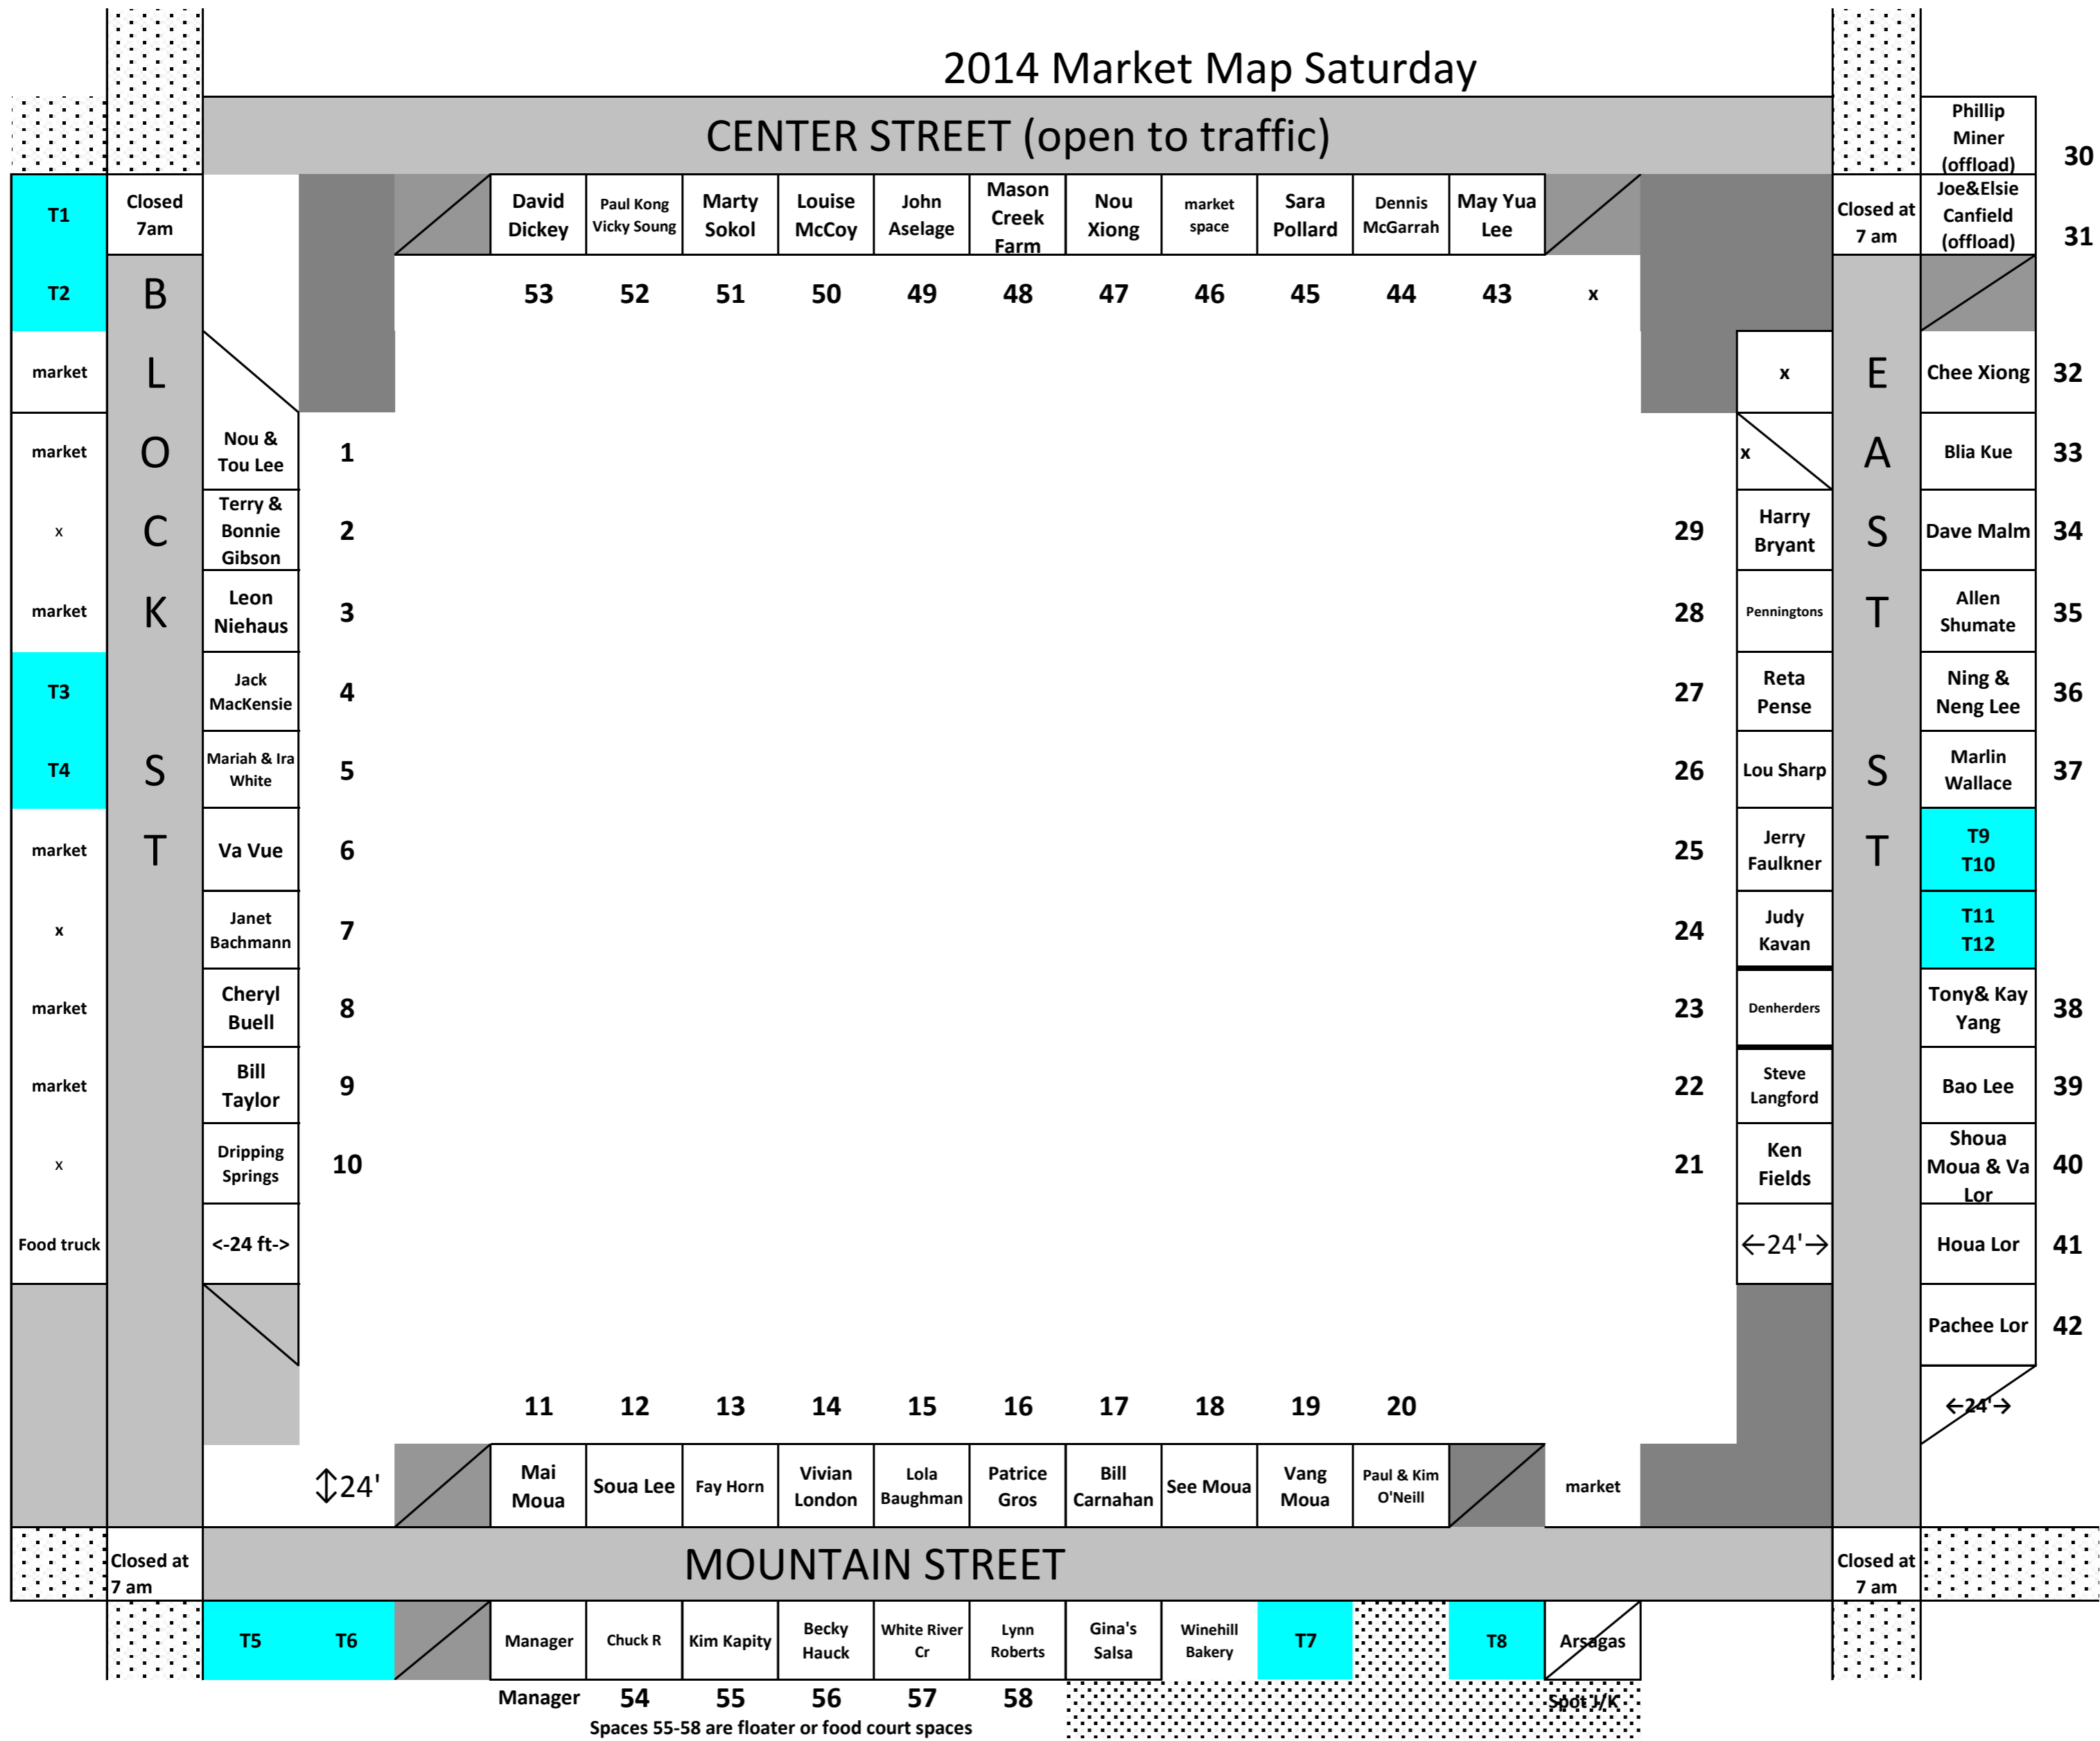 2014 Market Map Saturday
CENTER STREET (open to traffic)
Phillip
Miner
(offload)
30
T1
Closed
7am
David
Dickey
Paul Kong
Vicky Soung
Marty
Sokol
Louise
McCoy
John
Aselage
Mason
Creek
Farm
Nou
Xiong
market
space
Sara
Pollard
Dennis
McGarrah
May Yua
Lee
Closed at
7 am
Joe&Elsie
Canfield
(offload)
31
T2
B
53
52
51
50
49
48
47
46
45
44
43
x
market
L
x
E
Chee Xiong
32
market
O
Nou &
Tou Lee
1
x
A
Blia Kue
33
x
C
Terry &
Bonnie
Gibson
2
29
Harry
Bryant
S
Dave Malm
34
market
K
Leon
Niehaus
3
28
Penningtons
T
Allen
Shumate
35
T3
Jack
MacKensie
4
27
Reta
Pense
Ning &
Neng Lee
36
T4
S
Mariah & Ira
White
5
26
Lou Sharp
S
Marlin
Wallace
37
market
T
Va Vue
6
25
Jerry
Faulkner
T
T9
T10
x
Janet
Bachmann
7
24
Judy
Kavan
T11
T12
market
Cheryl
Buell
8
23
Denherders
Tony& Kay
Yang
38
market
Bill
Taylor
9
22
Steve
Langford
Bao Lee
39
x
Dripping
Springs
10
21
Ken
Fields
Shoua
Moua & Va
Lor
40
Food truck
<-24 ft->
←24'→
Houa Lor
41
Pachee Lor
42
11
12
13
14
15
16
17
18
19
20
←24'→
↕24'
Mai
Moua
Soua Lee
Fay Horn
Vivian
London
Lola
Baughman
Patrice
Gros
Bill
Carnahan
See Moua
Vang
Moua
Paul & Kim
O'Neill
market
Closed at
7 am
MOUNTAIN STREET
Closed at
7 am
T5
T6
Manager
Chuck R
Kim Kapity
Becky
Hauck
White River
Cr
Lynn
Roberts
Gina's
Salsa
Winehill
Bakery
T7
T8
Arsagas
Manager
54
55
56
57
58
Spot J/K
Spaces 55-58 are floater or food court spaces